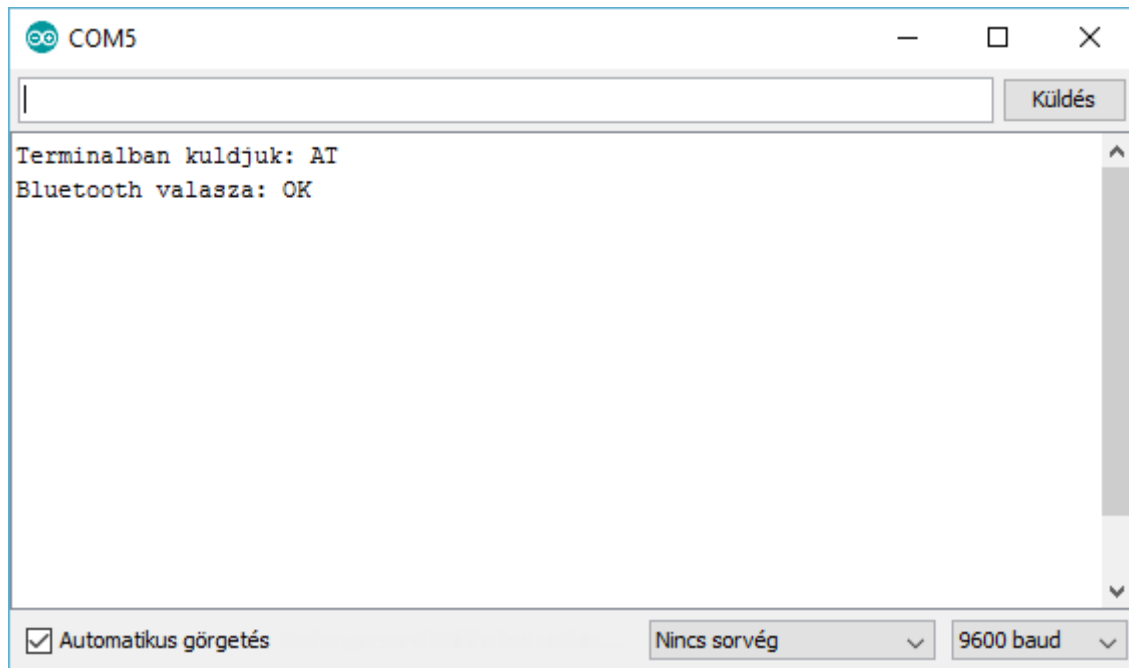 COM5
Küldés
Terminalban kuldjuk: AT
Bluetooth valasza: OK
Automatikus görgetés
Nincs sorvég
9600 baud